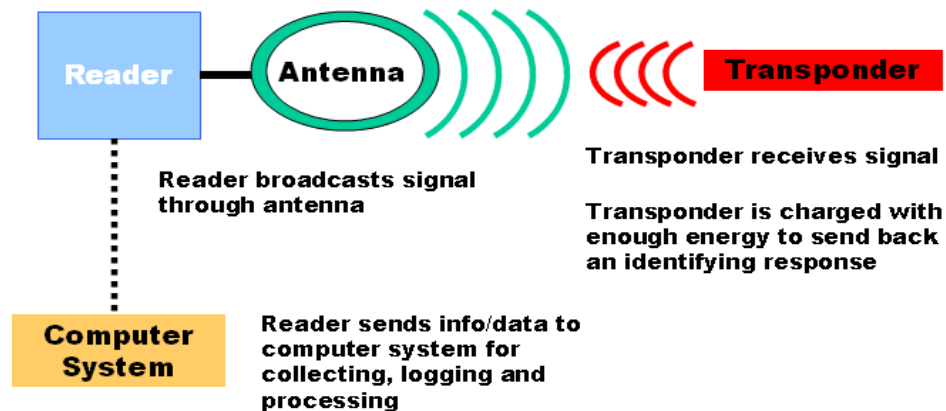 Reader
Antenna
Transponder
Reader broadcasts signal
through antenna
Transponder receives signal
Transponder is charged with
enough energy to send back
an identifying response
Computer
System
Reader sends info/data to
computer system for
collecting, logging and
processing